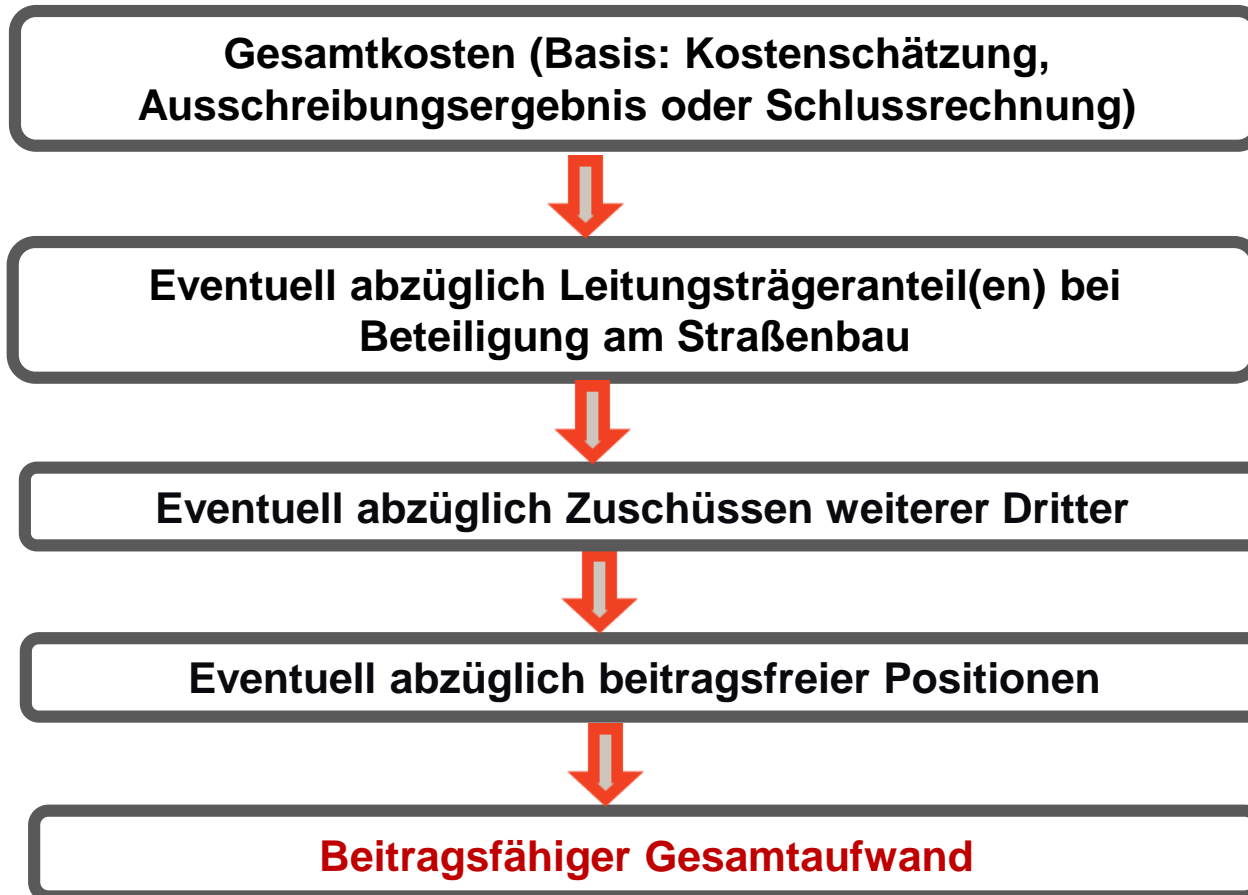 Gesamtkosten (Basis: Kostenschätzung,
Ausschreibungsergebnis oder Schlussrechnung)
Eventuell abzüglich Leitungsträgeranteil(en) bei
Beteiligung am Straßenbau
Eventuell abzüglich Zuschüssen weiterer Dritter
Eventuell abzüglich beitragsfreier Positionen
Beitragsfähiger Gesamtaufwand